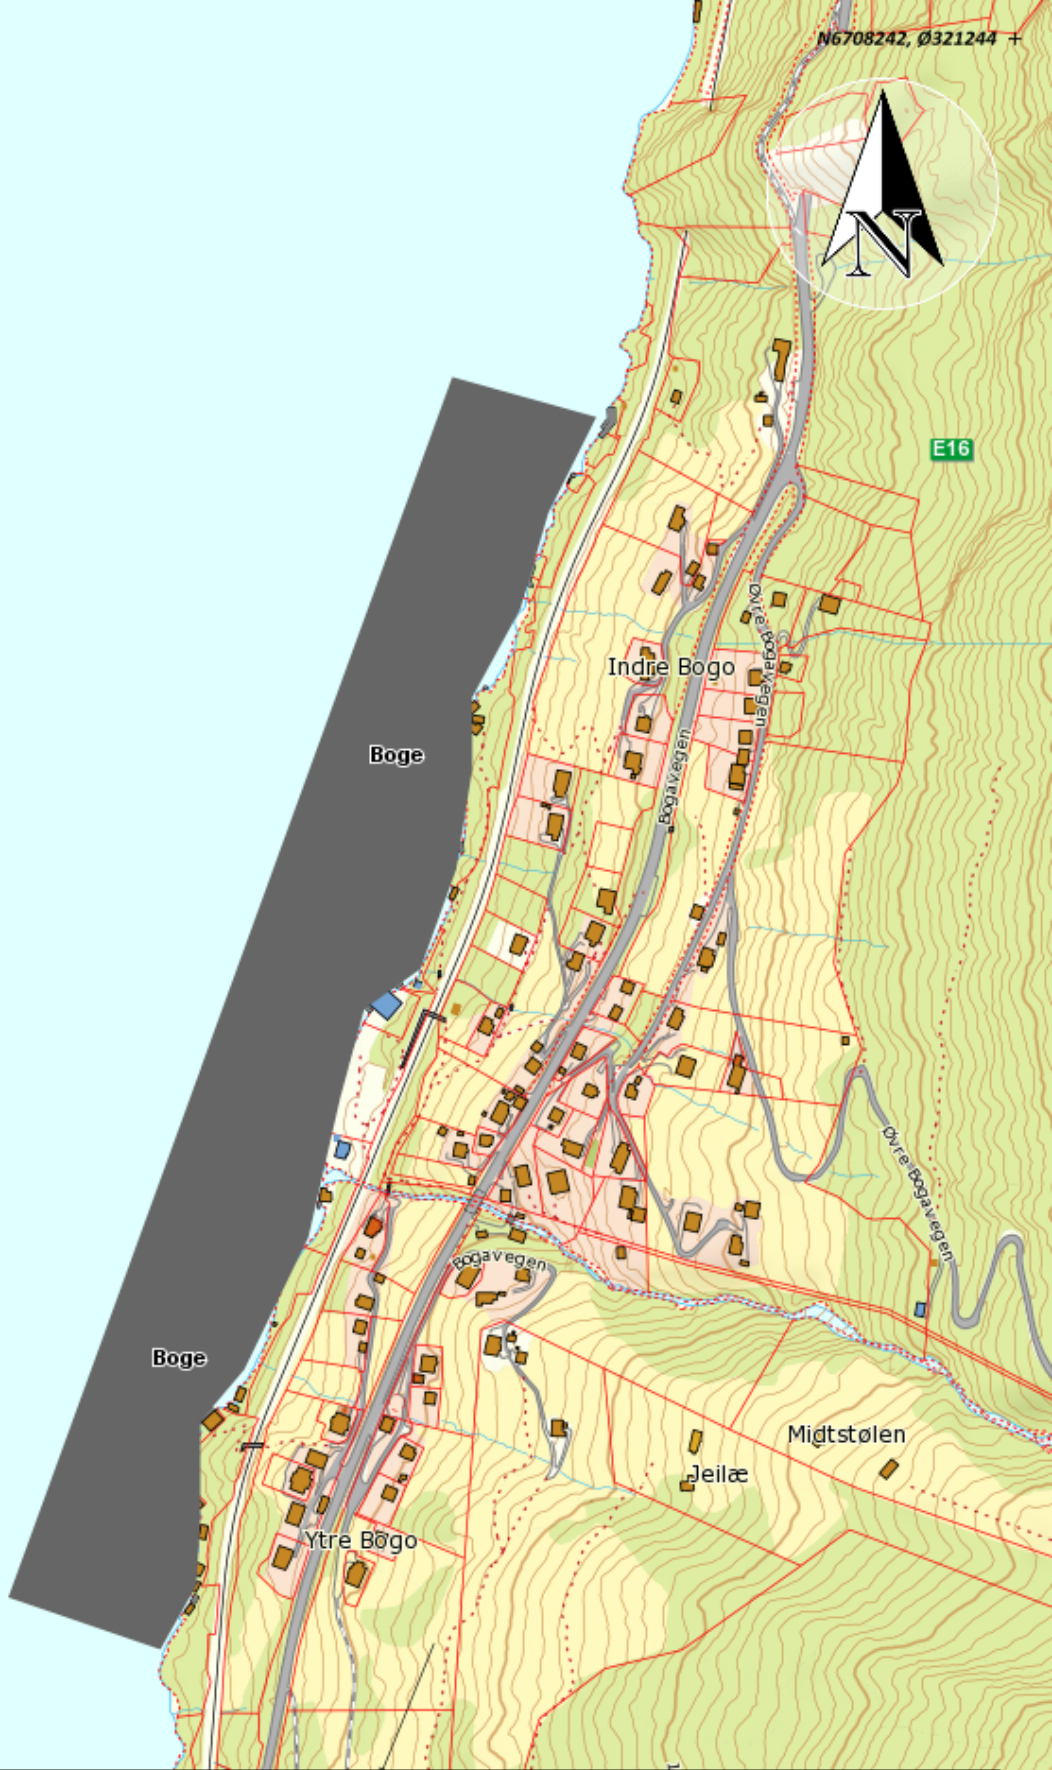 N6708242, Ø321244
N
E16
Øvre Bogavegen
Indre Bogo
Bogavegen
Boge
Øvre Bogavegen
Bogavegen
Boge
Midtstølen
Jeilæ
Ytre Bogo